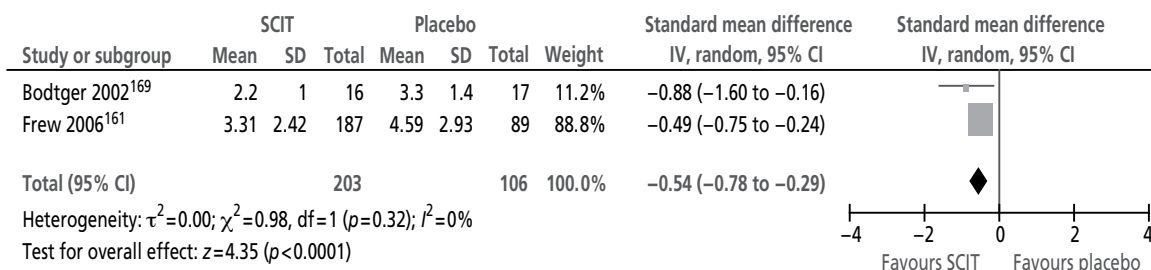 SCIT Placebo Standard mean difference Standard mean difference
Study or subgroup Mean SD Total Mean SD Total Weight IV, random, 95% CI IV, random, 95% CI
Bodtger 2002¹⁶⁹ 2.2 1 16 3.3 1.4 17 11.2% −0.88 (−1.60 to −0.16)
Frew 2006¹⁶¹ 3.31 2.42 187 4.59 2.93 89 88.8% −0.49 (−0.75 to −0.24)
Total (95% CI) 203 106 100.0% −0.54 (−0.78 to −0.29)
Heterogeneity: τ²=0.00; χ²=0.98, df=1 (p=0.32); I²=0%
Test for overall effect: z=4.35 (p<0.0001)
−4 −2 0 2 4
Favours SCIT Favours placebo